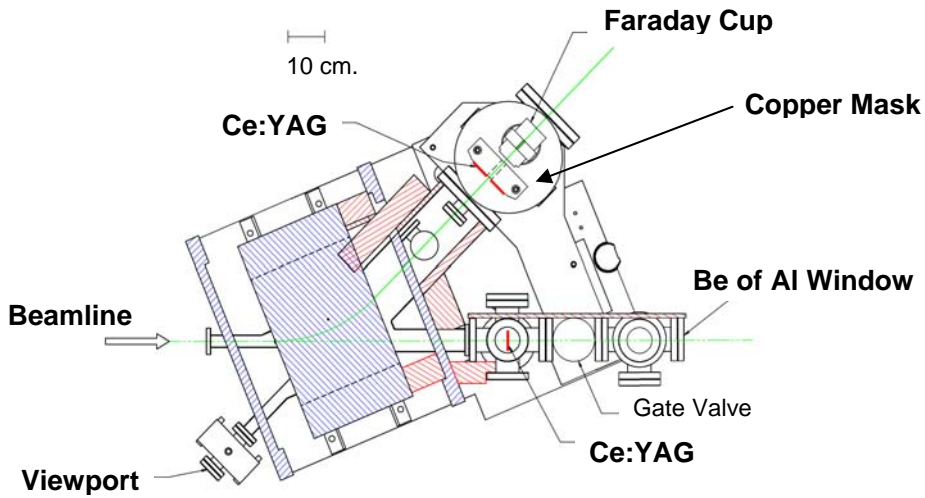 Faraday Cup
10 cm.
Copper Mask
Ce:YAG
Be of Al Window
Beamline
Gate Valve
Ce:YAG
Viewport